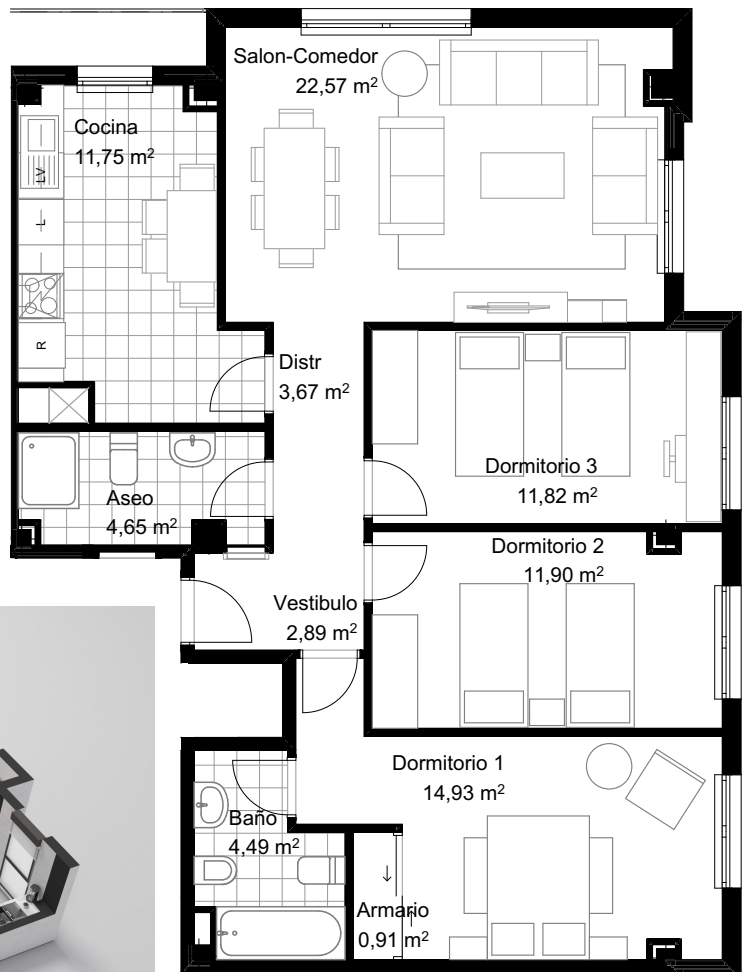 Salon-Comedor
22,57 m²
Cocina
11,75 m²
LV
L
R
Distr
3,67 m²
Dormitorio 3
11,82 m²
Aseo
4,65 m²
Dormitorio 2
11,90 m²
Vestibulo
2,89 m²
Dormitorio 1
14,93 m²
Baño
4,49 m²
Armario
0,91 m²